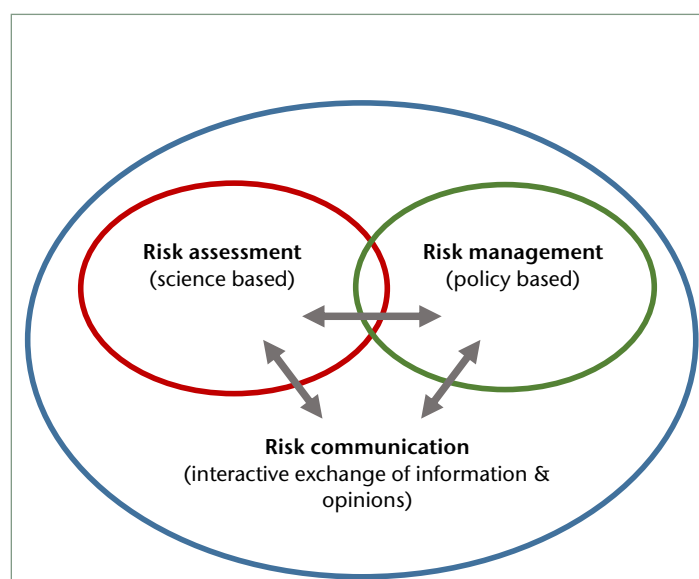 Risk assessment
(science based)
Risk management
(policy based)
Risk communication
(interactive exchange of information &
opinions)